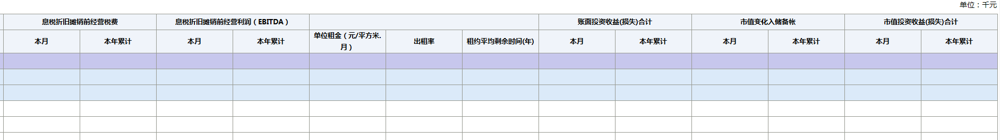 单位：千元
息税折旧摊销前经营税费 息税折旧摊销前经营利润（EBITDA） 账面投资收益(损失)合计 市值变化入储备帐 市值投资收益(损失)合计
本月 本年累计 本月 本年累计 单位租金（元/平方米. 出租率 租约平均剩余时间(年) 本月 本年累计 本月 本年累计 本月 本年累计
月）